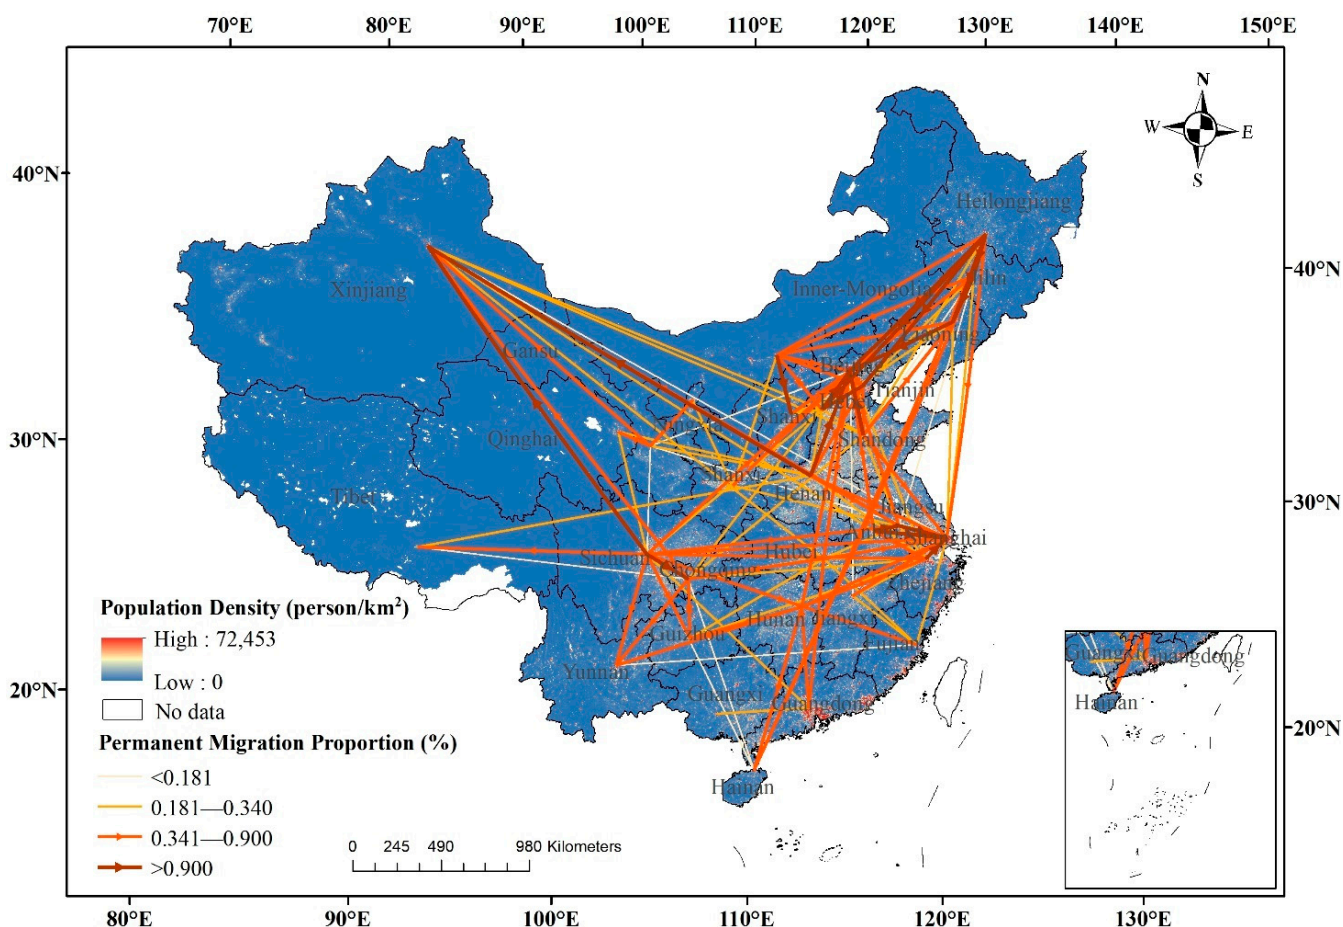 70°E 80°E 90°E 100°E 110°E 120°E 130°E 140°E 150°E
N
W E
S
40°N
40°N
30°N
30°N
20°N
20°N
Heilongjiang
Jilin
Inner-Mongolia
Liaoning
Xinjiang
Gansu
Beijing
Tianjin
Hebei
Shanxi
Ningxia
Shandong
Qinghai
Shanxi
Henan
Tibet
Jiangsu
Anhui
Shanghai
Hubei
Sichuan
Chongqing
Zhejiang
Hunan
Jiangxi
Guizhou
Fujian
Yunnan
Guangxi
Guangdong
Hainan
Guangxi
Guangdong
Hainan
Population Density (person/km²)
High : 72,453
Low : 0
No data
Permanent Migration Proportion (%)
<0.181
0.181—0.340
0.341—0.900
>0.900
0 245 490 980 Kilometers
80°E 90°E 100°E 110°E 120°E 130°E